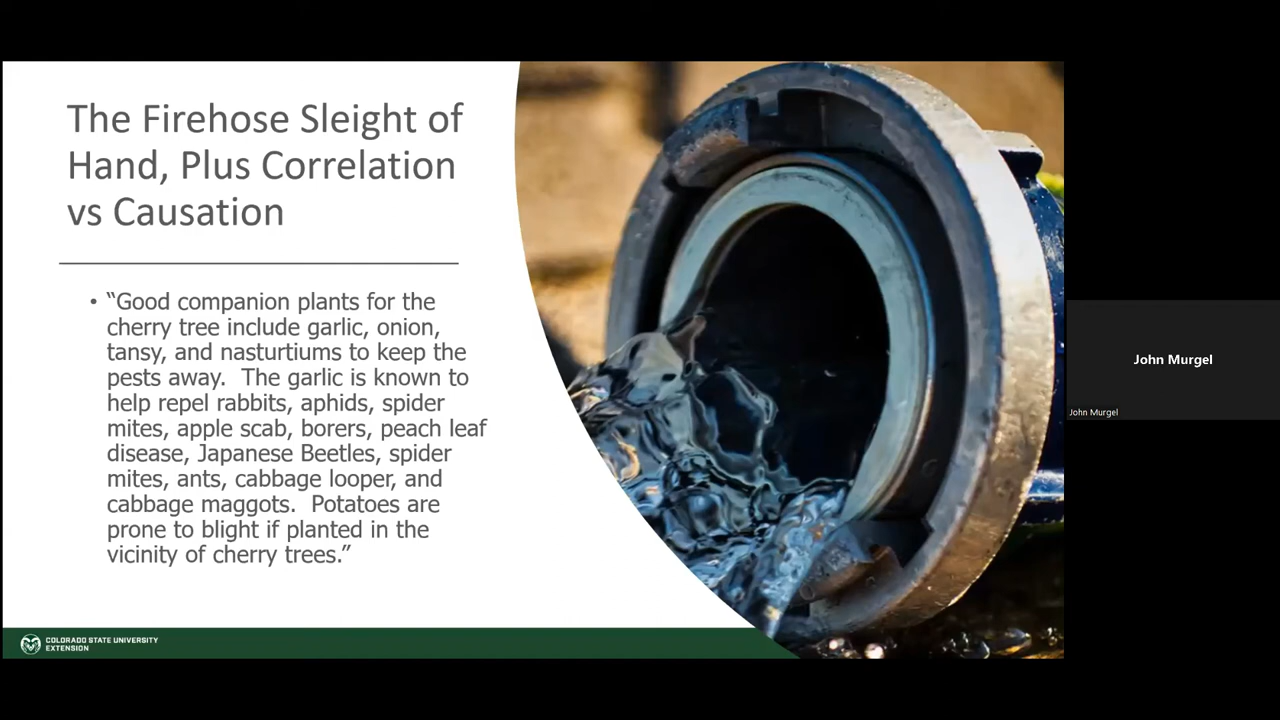 The Firehose Sleight of
Hand, Plus Correlation
vs Causation
• “Good companion plants for the
cherry tree include garlic, onion,
tansy, and nasturtiums to keep the
pests away.  The garlic is known to
help repel rabbits, aphids, spider
mites, apple scab, borers, peach leaf
disease, Japanese Beetles, spider
mites, ants, cabbage looper, and
cabbage maggots.  Potatoes are
prone to blight if planted in the
vicinity of cherry trees.”
COLORADO STATE UNIVERSITY
EXTENSION
John Murgel
John Murgel